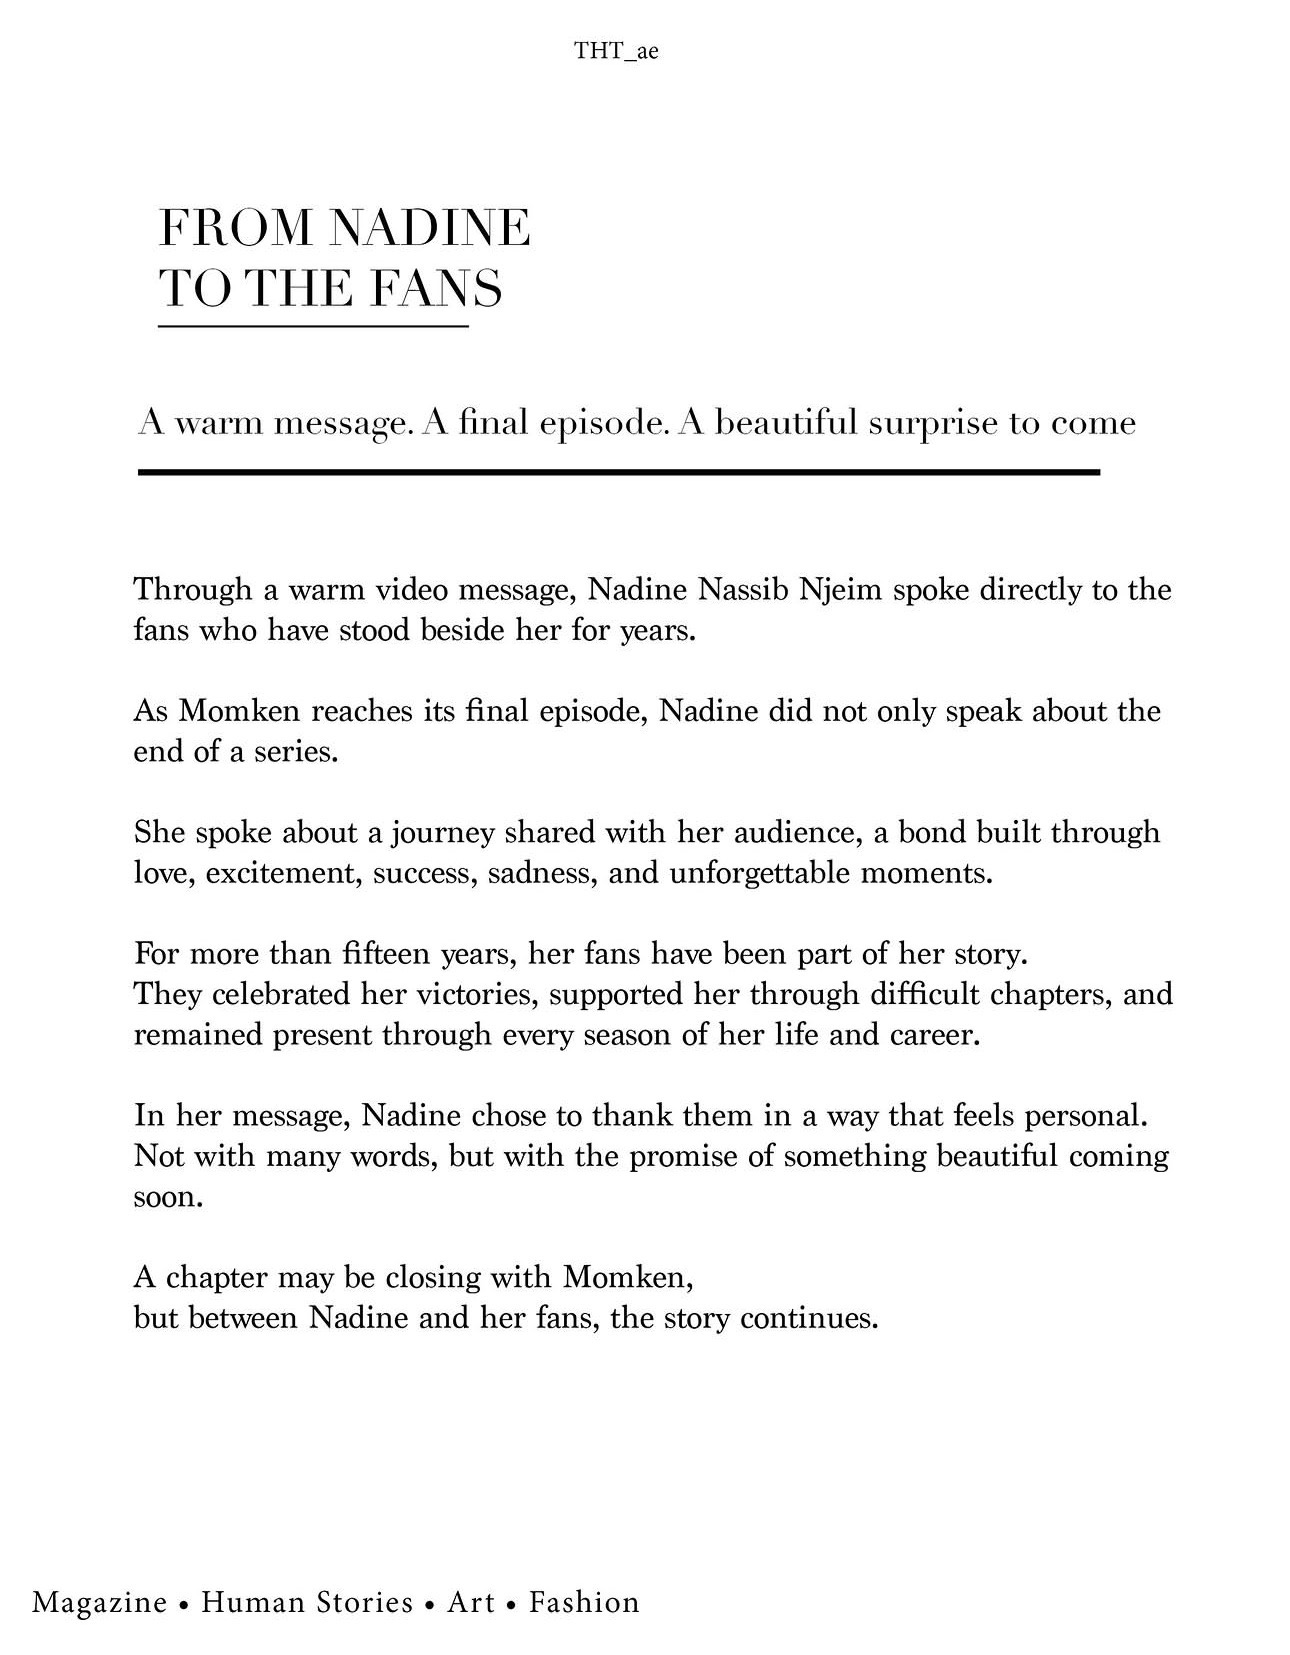 THT_ae
FROM NADINE
TO THE FANS
A warm message. A final episode. A beautiful surprise to come
Through a warm video message, Nadine Nassib Njeim spoke directly to the
fans who have stood beside her for years.
As Momken reaches its final episode, Nadine did not only speak about the
end of a series.
She spoke about a journey shared with her audience, a bond built through
love, excitement, success, sadness, and unforgettable moments.
For more than fifteen years, her fans have been part of her story.
They celebrated her victories, supported her through difficult chapters, and
remained present through every season of her life and career.
In her message, Nadine chose to thank them in a way that feels personal.
Not with many words, but with the promise of something beautiful coming
soon.
A chapter may be closing with Momken,
but between Nadine and her fans, the story continues.
Magazine • Human Stories • Art • Fashion